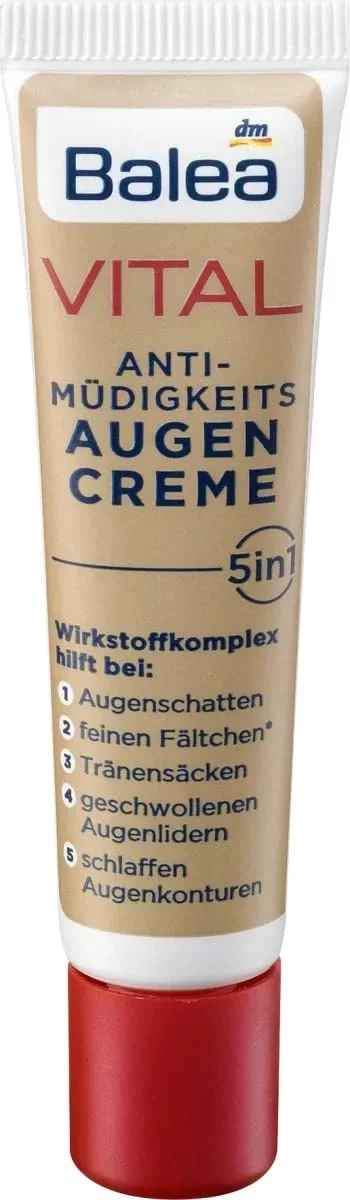 dm
Balea
VITAL
ANTI-
MÜDIGKEITS
AUGEN
CREME
5in1
Wirkstoffkomplex
hilft bei:
1 Augenschatten
2 feinen Fältchen*
3 Tränensäcken
4 geschwollenen
Augenlidern
5 schlaffen
Augenkonturen